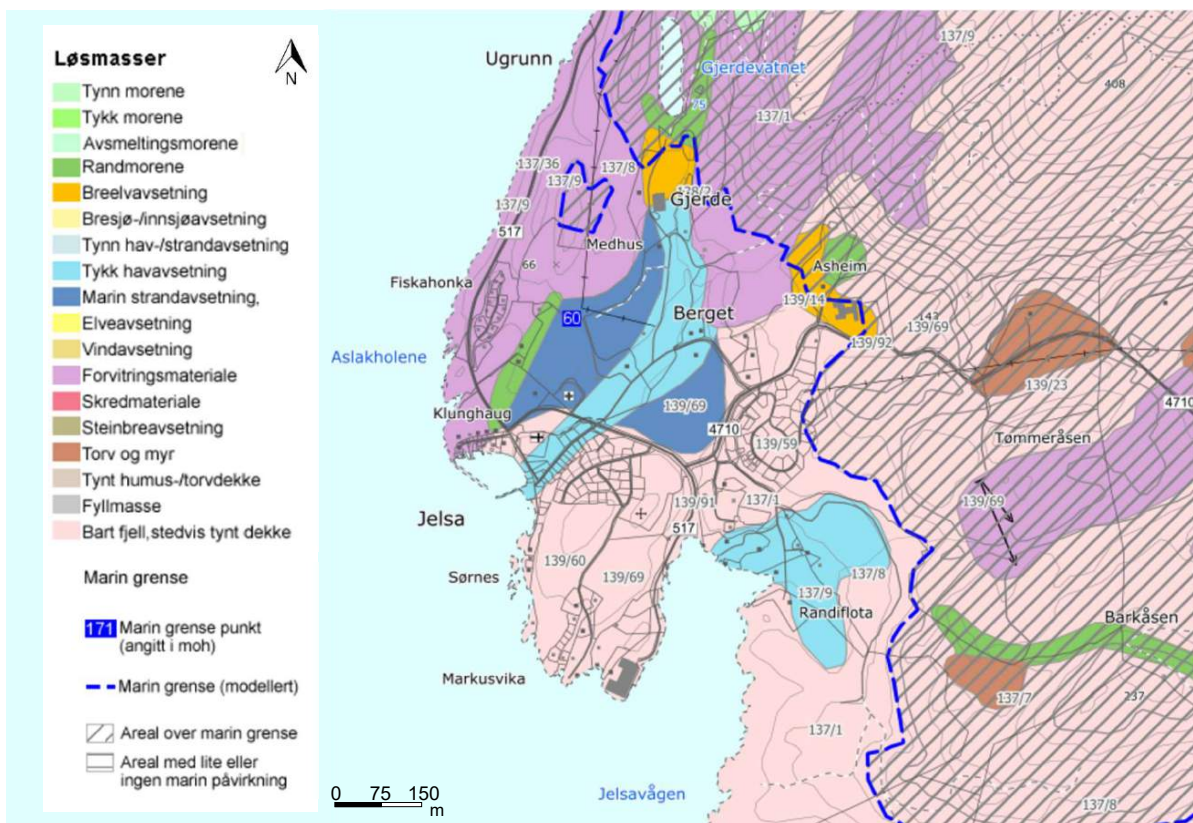 Løsmasser
N
Tynn morene
Tykk morene
Avsmeltingsmorene
Randmorene
Breelvavsetning
Bresjø-/innsjøavsetning
Tynn hav-/strandavsetning
Tykk havavsetning
Marin strandavsetning,
Elveavsetning
Vindavsetning
Forvitringsmateriale
Skredmateriale
Steinbreavsetning
Torv og myr
Tynt humus-/torvdekke
Fyllmasse
Bart fjell,stedvis tynt dekke
Marin grense
171 Marin grense punkt
(angitt i moh)
Marin grense (modellert)
Areal over marin grense
Areal med lite eller
ingen marin påvirkning
0 75 150
m
Ugrunn
137/9
Gjerdevatnet
408
75
137/1
137/36
137/8
137/9
137/9
Gjerde
517
Medhus
66
Asheim
Fiskahonka
139/14
60
Berget
143
139/69
Aslakholene
139/92
139/23
4710
139/69
Klunghaug
4710
139/59
Tømmeråsen
139/69
139/91
137/1
Jelsa
517
139/60
139/69
137/8
Sørnes
137/9
Randiflota
Barkåsen
Markusvika
137/7
237
137/1
Jelsavågen
137/8